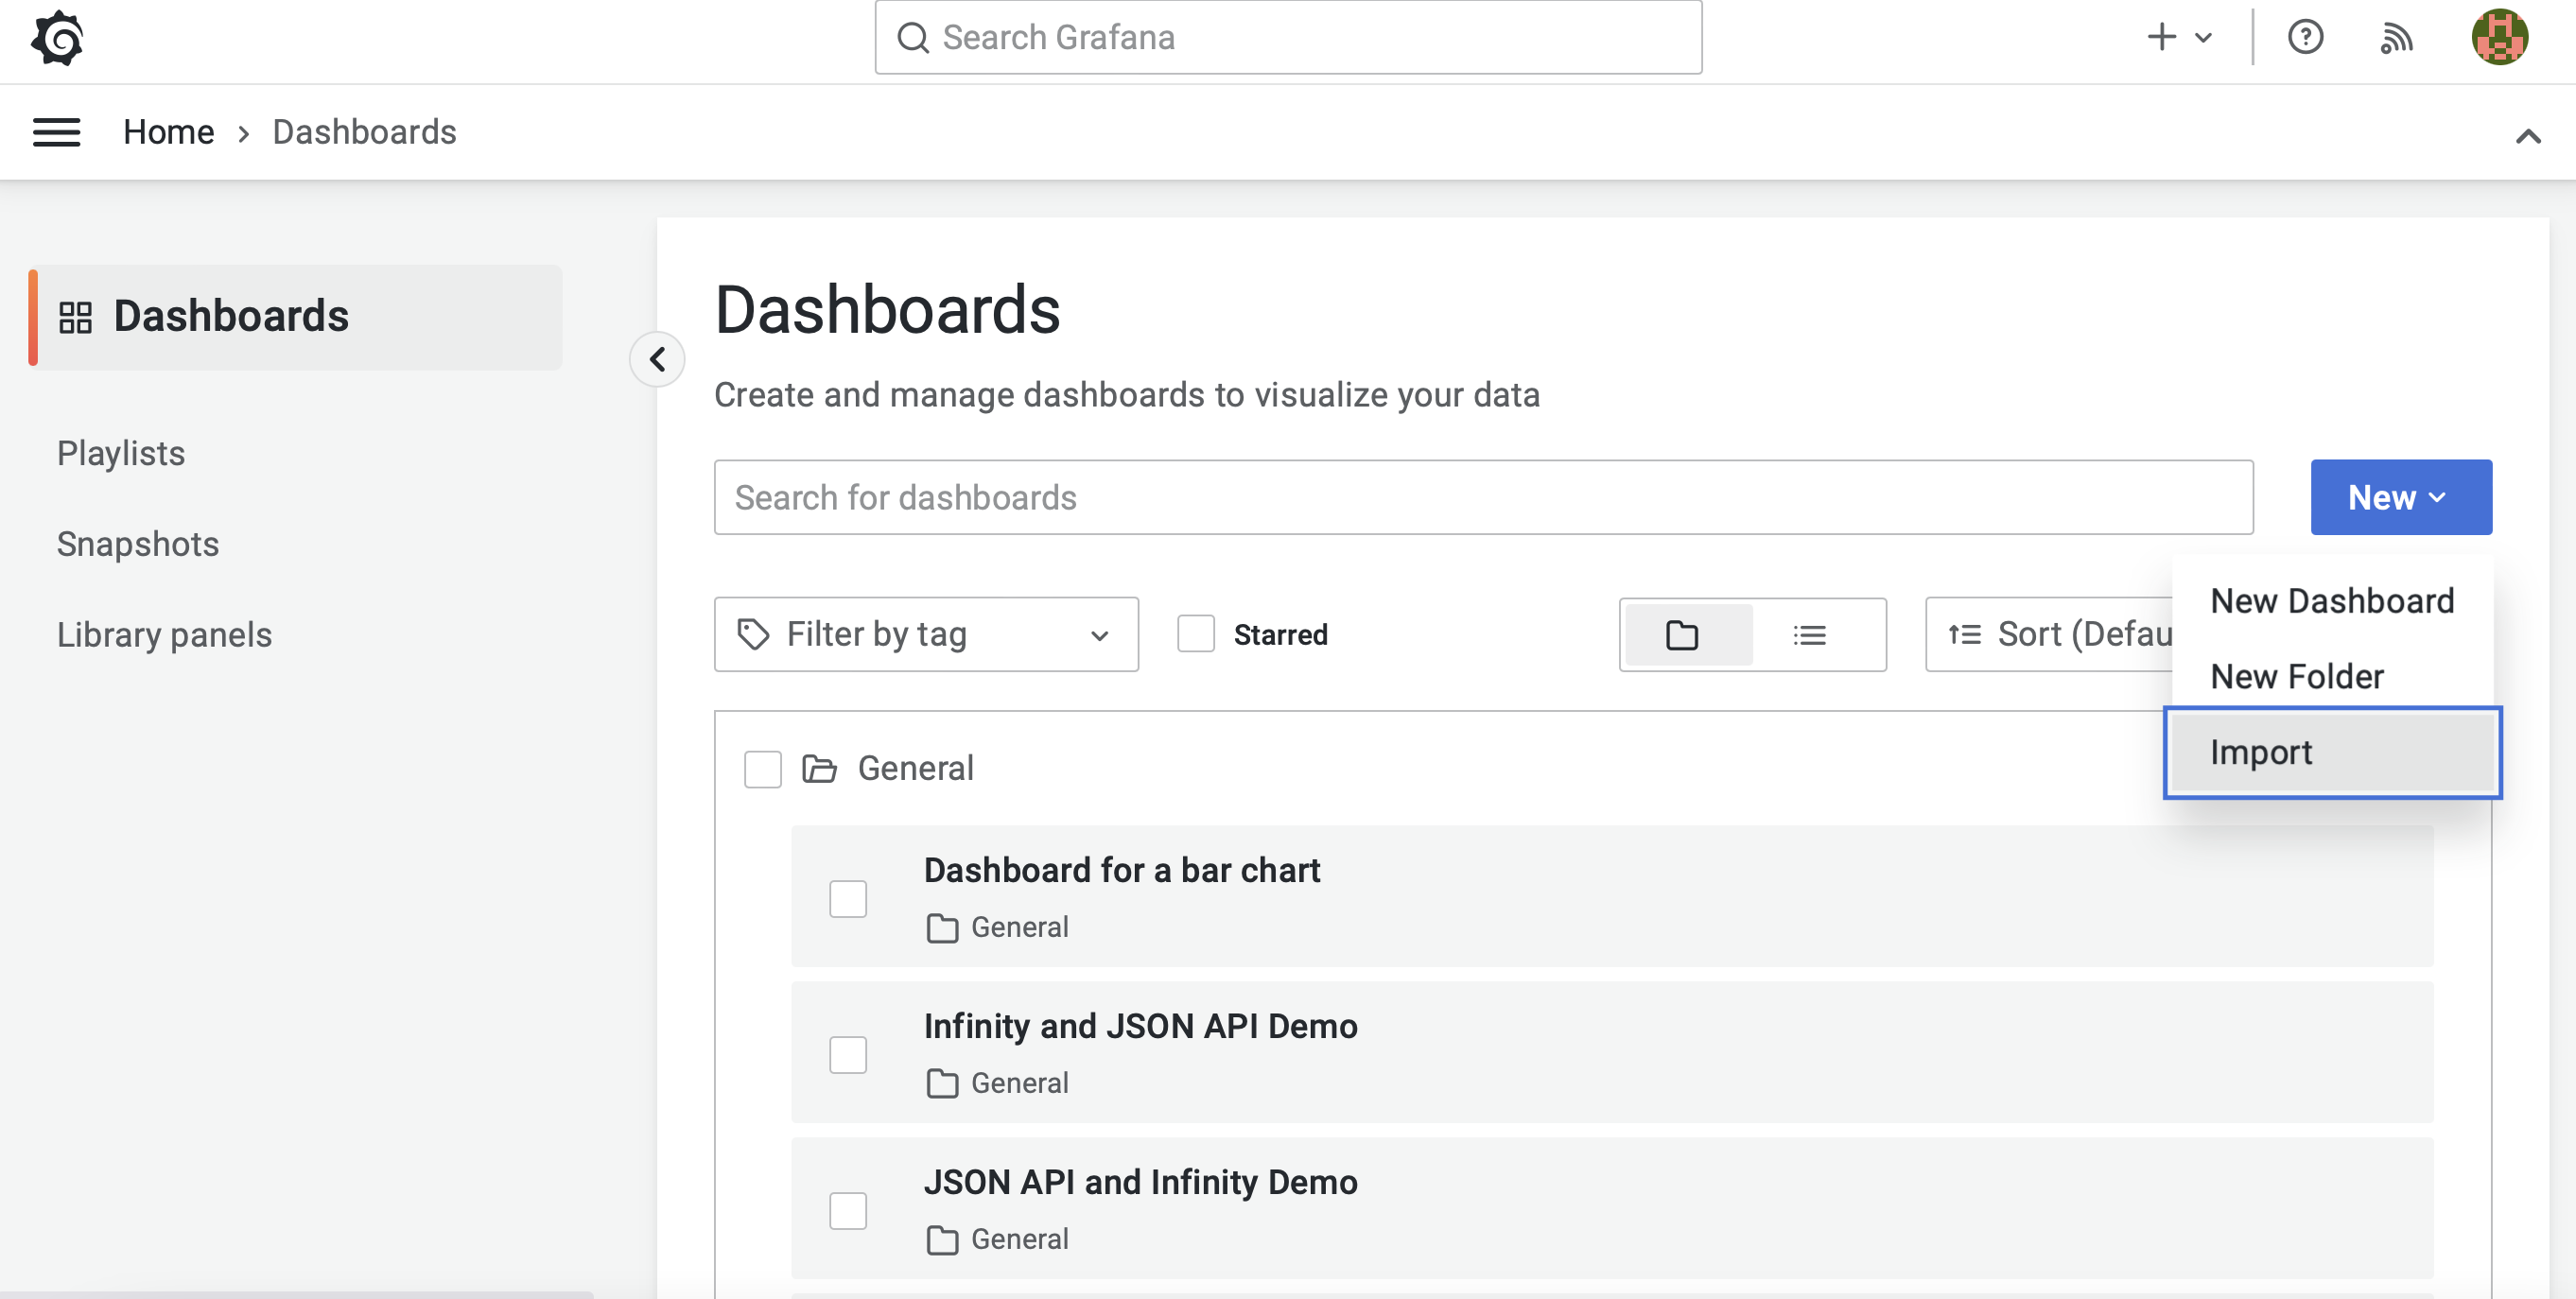 Search Grafana
Home › Dashboards
Dashboards
Playlists
Snapshots
Library panels
Dashboards
Create and manage dashboards to visualize your data
Search for dashboards
New
New Dashboard
New Folder
Import
Filter by tag
Starred
Sort (Defau
General
Dashboard for a bar chart
General
Infinity and JSON API Demo
General
JSON API and Infinity Demo
General